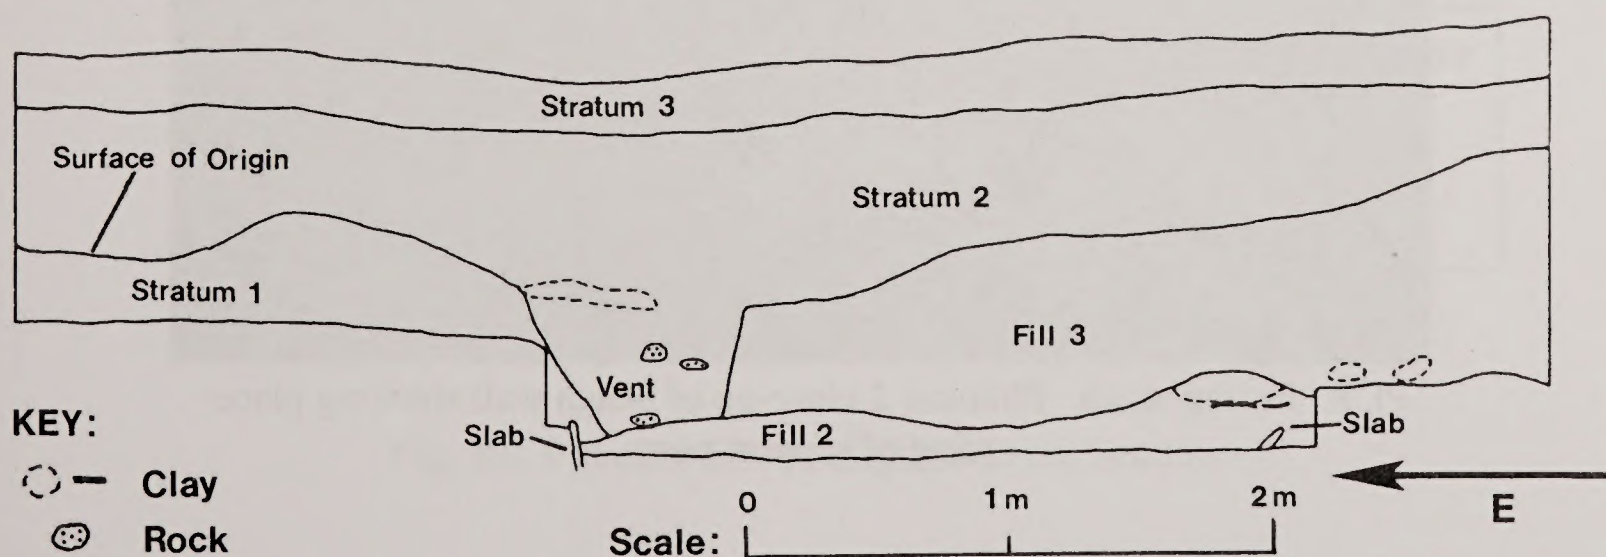 Stratum 3
Surface of Origin
Stratum 2
Stratum 1
Fill 3
Vent
KEY:
Slab
Fill 2
Slab
Clay
0 1m 2m
E
Rock
Scale: